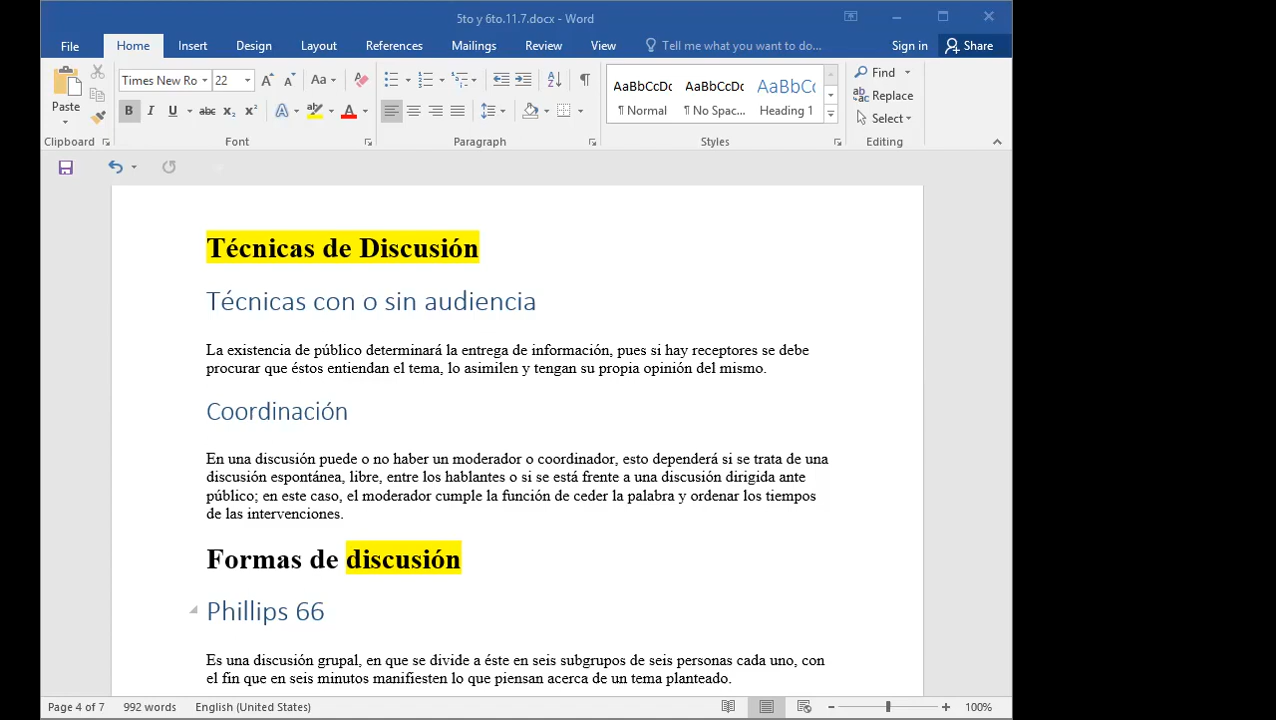 5to y 6to.11.7.docx - Word
File Home Insert Design Layout References Mailings Review View Tell me what you want to do... Sign in Share
Times New Ro 22 Aa
Paste
B I U abc x₂ x² A ab A
AaBbCcDc AaBbCcDc AaBbCc
¶ Normal ¶ No Spac... Heading 1
Find
Replace
Select
Clipboard Font Paragraph Styles Editing
Técnicas de Discusión
Técnicas con o sin audiencia
La existencia de público determinará la entrega de información, pues si hay receptores se debe
procurar que éstos entiendan el tema, lo asimilen y tengan su propia opinión del mismo.
Coordinación
En una discusión puede o no haber un moderador o coordinador, esto dependerá si se trata de una
discusión espontánea, libre, entre los hablantes o si se está frente a una discusión dirigida ante
público; en este caso, el moderador cumple la función de ceder la palabra y ordenar los tiempos
de las intervenciones.
Formas de discusión
Phillips 66
Es una discusión grupal, en que se divide a éste en seis subgrupos de seis personas cada uno, con
el fin que en seis minutos manifiesten lo que piensan acerca de un tema planteado.
Page 4 of 7 992 words English (United States) 100%